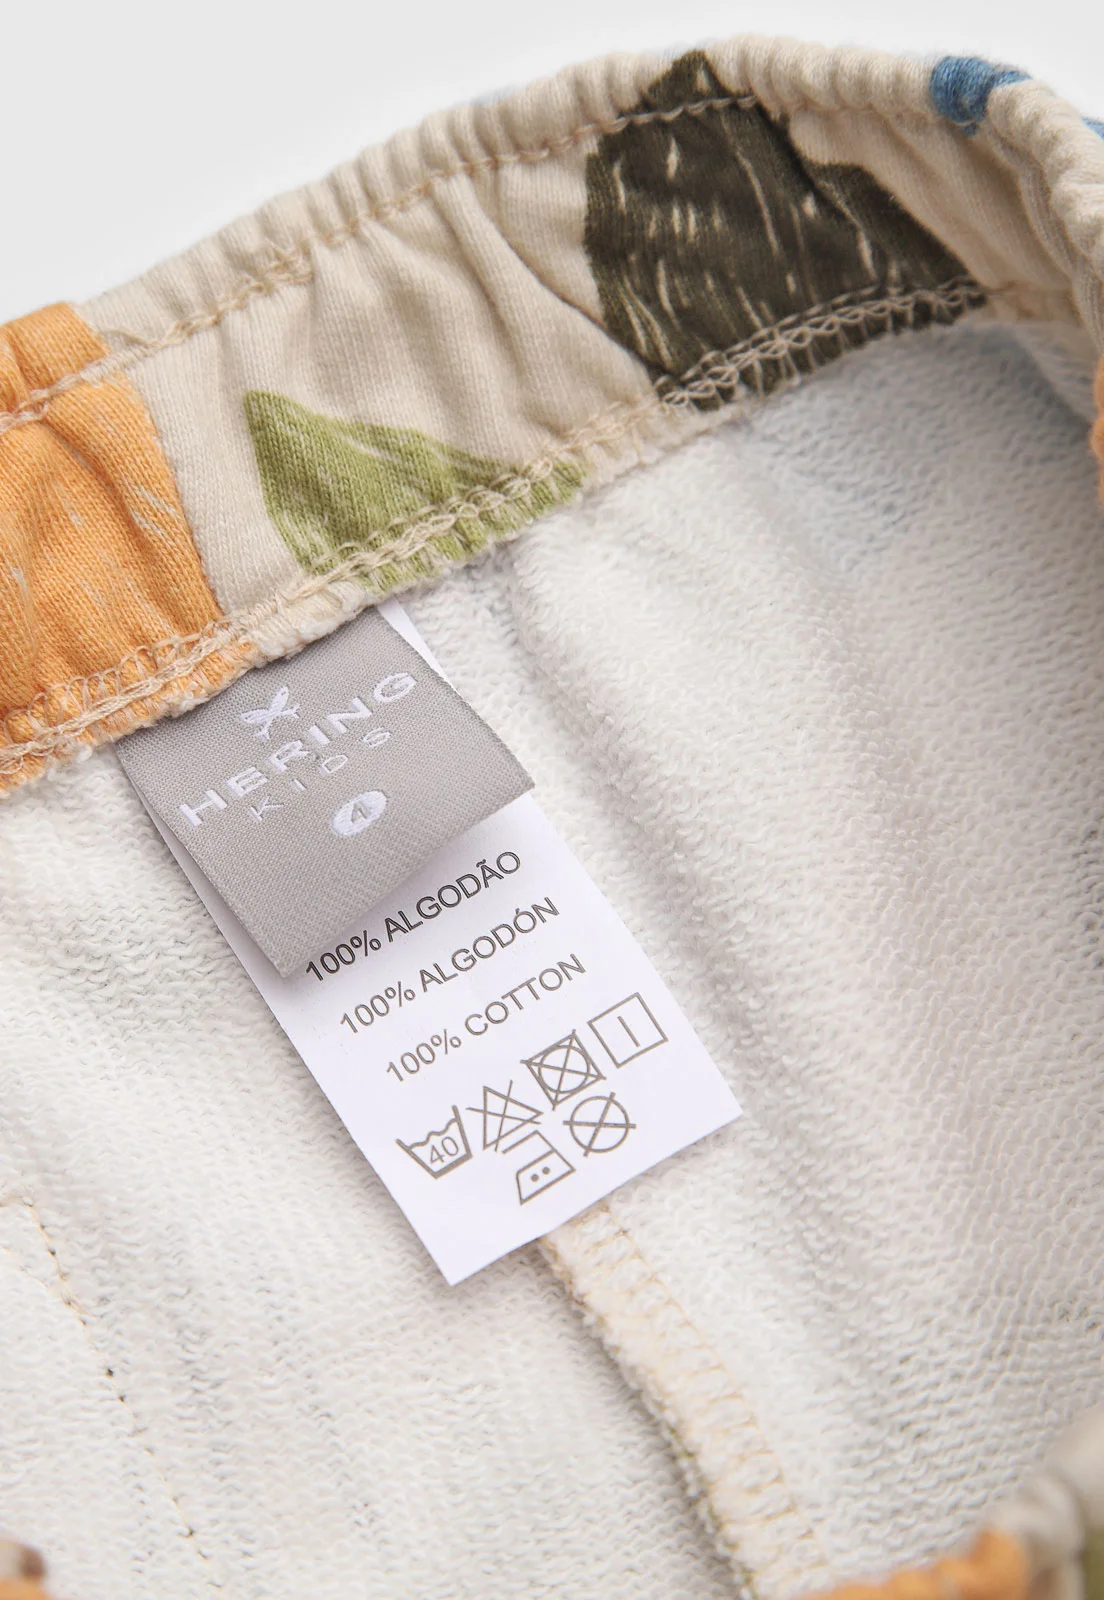 HERING
KIDS
4
100% ALGODÃO
100% ALGODÓN
100% COTTON
40